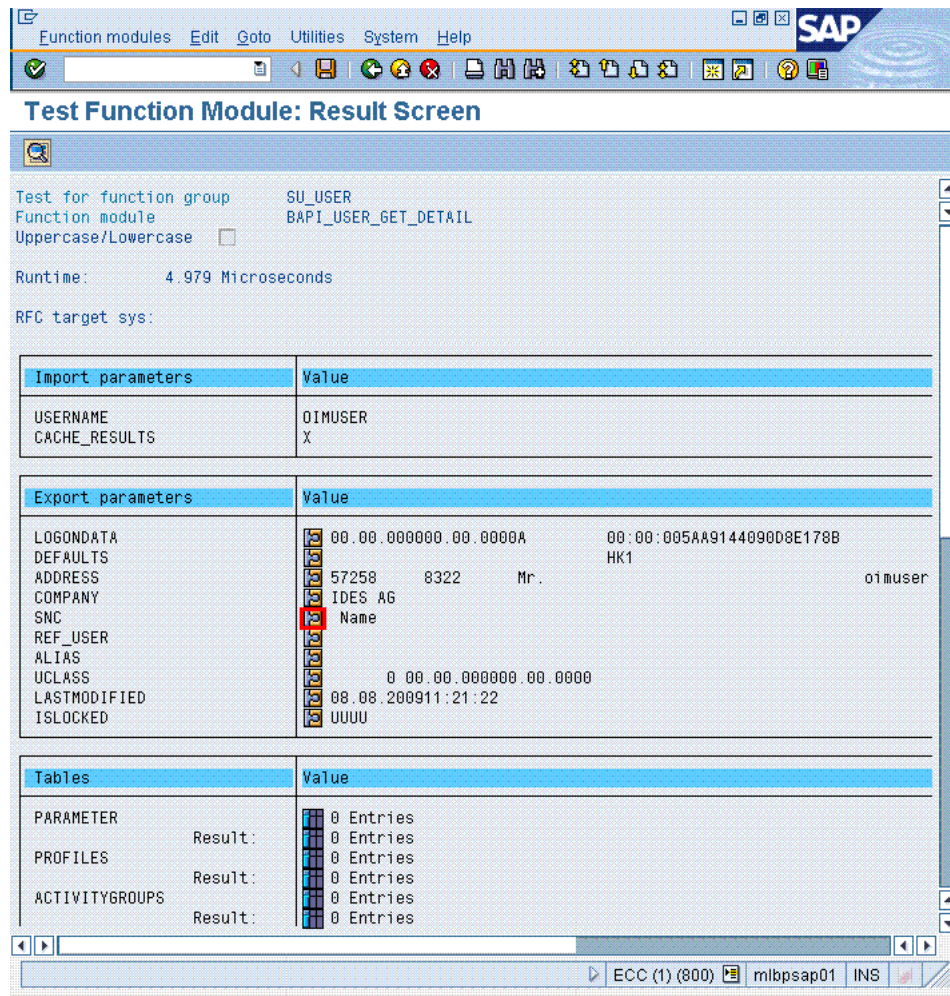 Function modules Edit Goto Utilities System Help
SAP
Test Function Module: Result Screen
Test for function group SU_USER
Function module BAPI_USER_GET_DETAIL
Uppercase/Lowercase
Runtime: 4.979 Microseconds
RFC target sys:
Import parameters Value
USERNAME OIMUSER
CACHE_RESULTS X
Export parameters Value
LOGONDATA 00.00.000000.00.0000A 00:00:005AA9144090D8E178B
DEFAULTS HK1
ADDRESS 57258 8322 Mr. oimuser
COMPANY IDES AG
SNC Name
REF_USER
ALIAS
UCLASS 0 00.00.000000.00.0000
LASTMODIFIED 08.08.200911:21:22
ISLOCKED UUUU
Tables Value
PARAMETER 0 Entries
Result: 0 Entries
PROFILES 0 Entries
Result: 0 Entries
ACTIVITYGROUPS 0 Entries
Result: 0 Entries
ECC (1) (800) mlbpsap01 INS